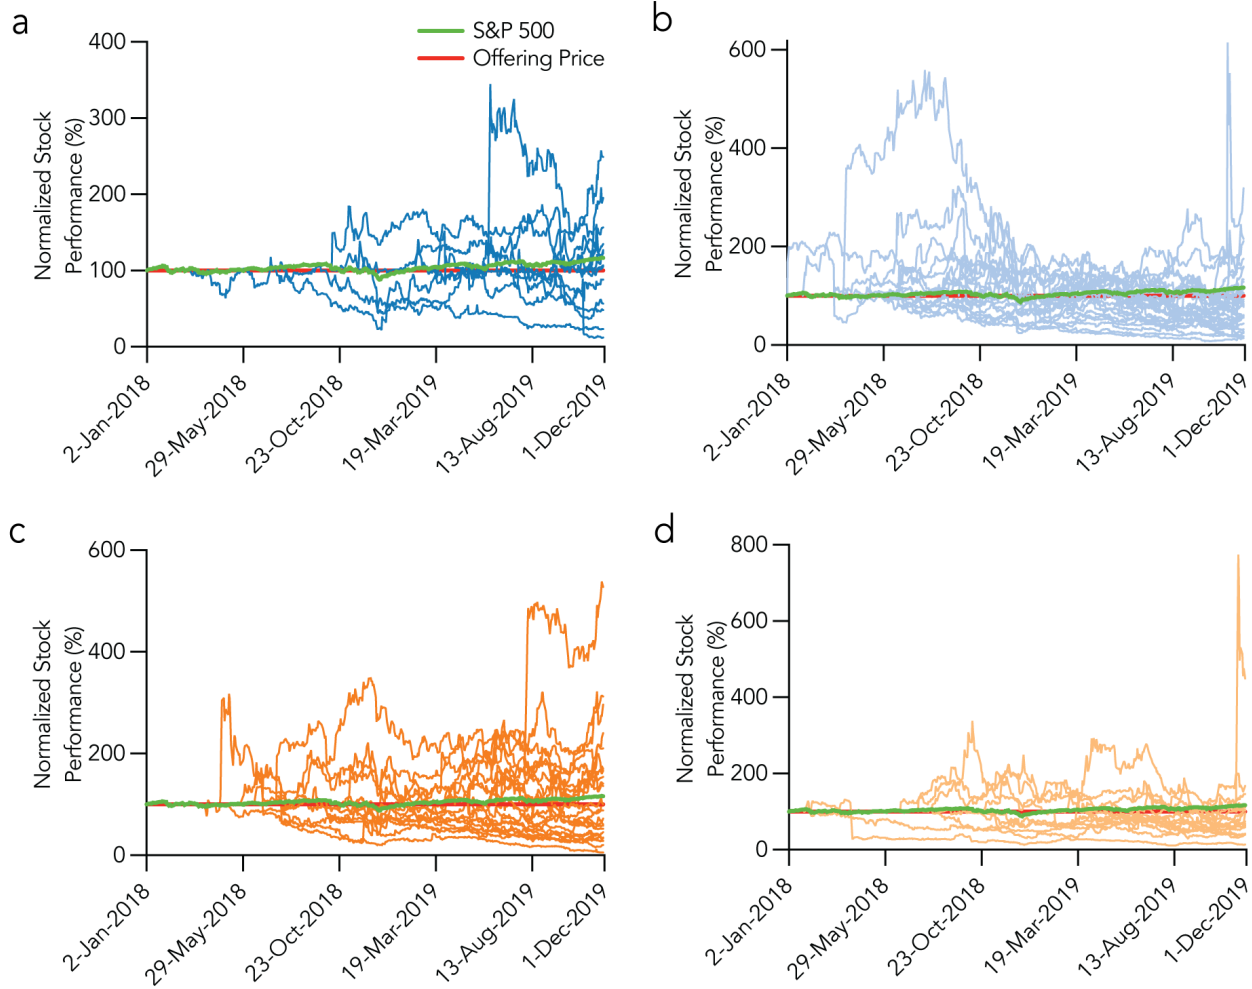 a
S&P 500
Offering Price
Normalized Stock
Performance (%)
400
300
200
100
0
2-Jan-2018
29-May-2018
23-Oct-2018
19-Mar-2019
13-Aug-2019
1-Dec-2019
b
Normalized Stock
Performance (%)
600
400
200
0
2-Jan-2018
29-May-2018
23-Oct-2018
19-Mar-2019
13-Aug-2019
1-Dec-2019
c
Normalized Stock
Performance (%)
600
400
200
0
2-Jan-2018
29-May-2018
23-Oct-2018
19-Mar-2019
13-Aug-2019
1-Dec-2019
d
Normalized Stock
Performance (%)
800
600
400
200
0
2-Jan-2018
29-May-2018
23-Oct-2018
19-Mar-2019
13-Aug-2019
1-Dec-2019